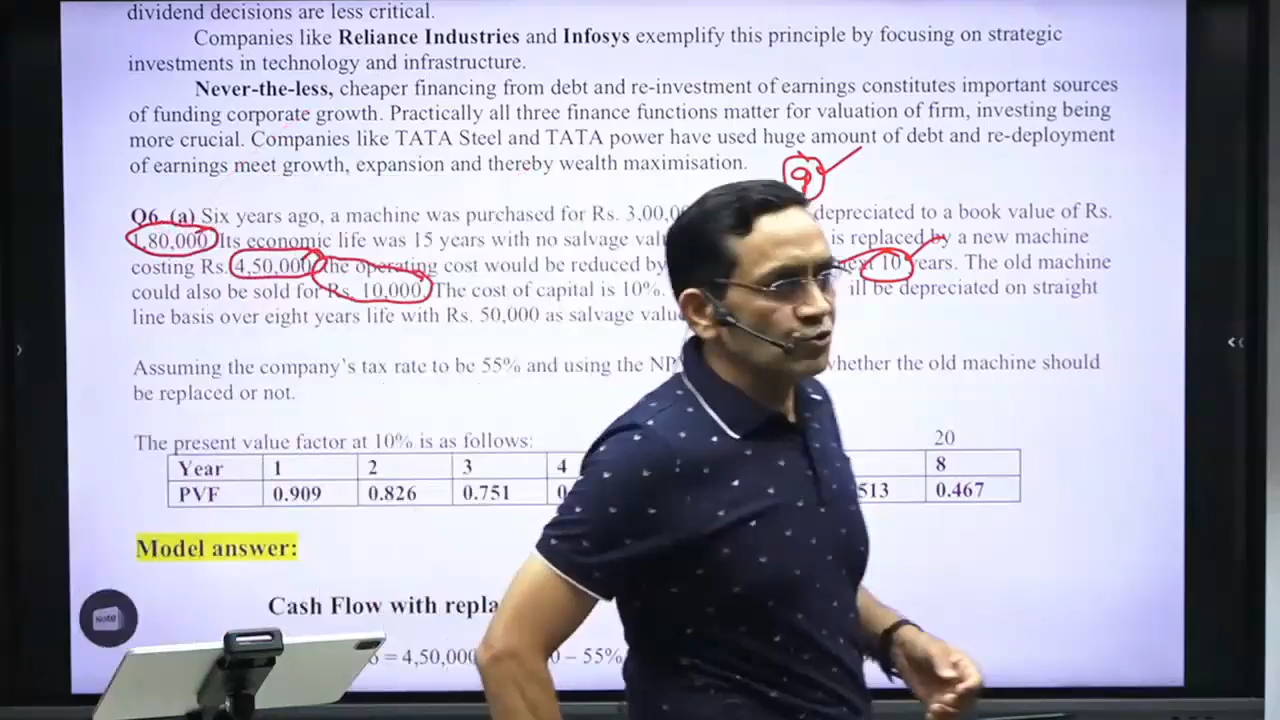 dividend decisions are less critical.
Companies like Reliance Industries and Infosys exemplify this principle by focusing on strategic
investments in technology and infrastructure.
Never-the-less, cheaper financing from debt and re-investment of earnings constitutes important sources
of funding corporate growth. Practically all three finance functions matter for valuation of firm, investing being
more crucial. Companies like TATA Steel and TATA power have used huge amount of debt and re-deployment
of earnings meet growth, expansion and thereby wealth maximisation.
9
Q6. (a) Six years ago, a machine was purchased for Rs. depreciated to a book value of Rs.
1,80,000 Its economic life was 15 years with no salvage is replaced by a new machine
costing Rs. 4,50,000 the operating cost would be reduced by next 10 years. The old machine
could also be sold for Rs. 10,000. The cost of capital is 10%. be depreciated on straight
line basis over eight years life with Rs. 50,000 as salvage
Assuming the company's tax rate to be 55% and using the whether the old machine should
be replaced or not.
The present value factor at 10% is as follows: 20
Year 1 2 3 4 8
PVF 0.909 0.826 0.751 0.467
Model answer:
Cash Flow with
Note
= 4,50,000 – 55%